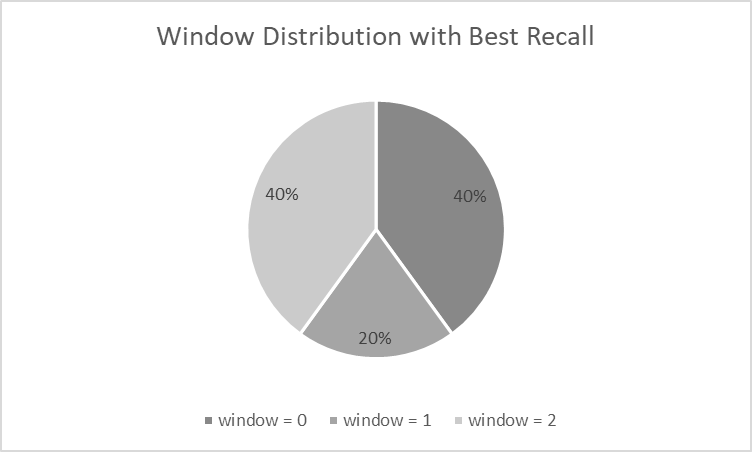 Window Distribution with Best Recall
40%
40%
20%
window = 0 window = 1 window = 2